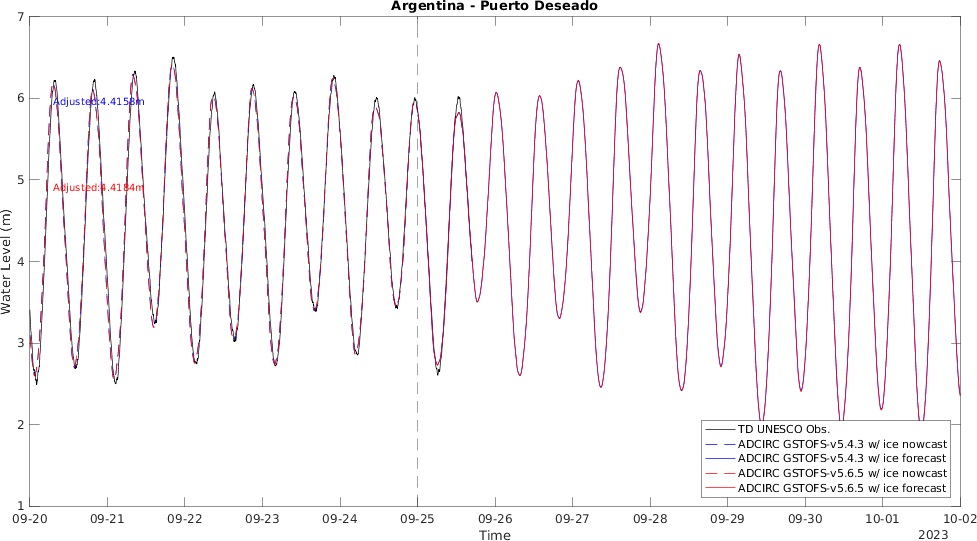 Argentina - Puerto Deseado
7
6
5
4
3
2
1
Water Level (m)
Adjusted:4.4158m
Adjusted:4.4184m
TD UNESCO Obs.
ADCIRC GSTOFS-v5.4.3 w/ ice nowcast
ADCIRC GSTOFS-v5.4.3 w/ ice forecast
ADCIRC GSTOFS-v5.6.5 w/ ice nowcast
ADCIRC GSTOFS-v5.6.5 w/ ice forecast
09-20 09-21 09-22 09-23 09-24 09-25 09-26 09-27 09-28 09-29 09-30 10-01 10-02
Time
2023